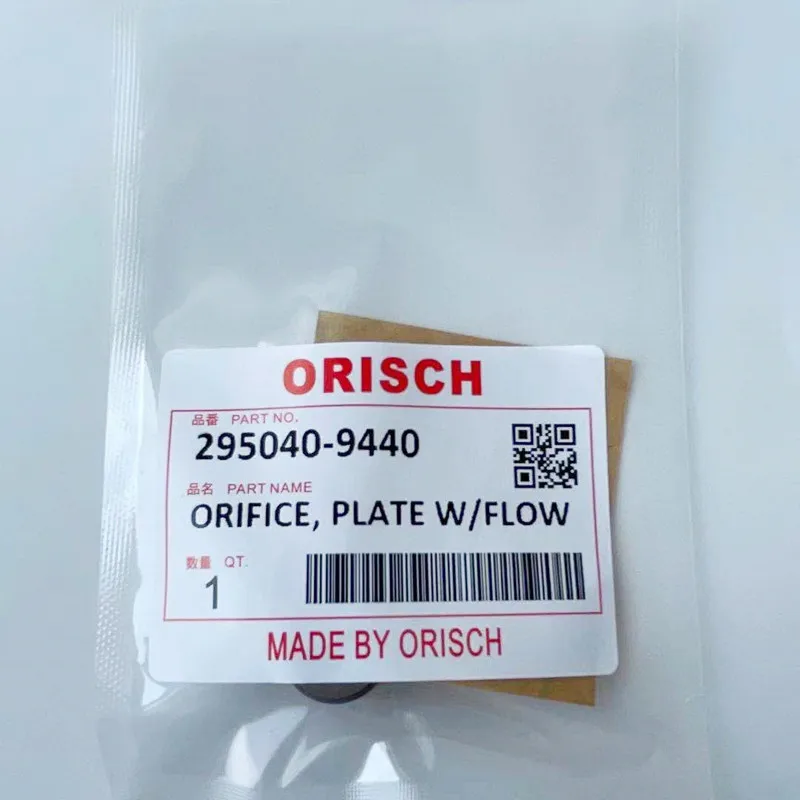 ORISCH
品番 PART NO.
295040-9440
品名 PART NAME
ORIFICE, PLATE W/FLOW
数量 QT.
1
MADE BY ORISCH